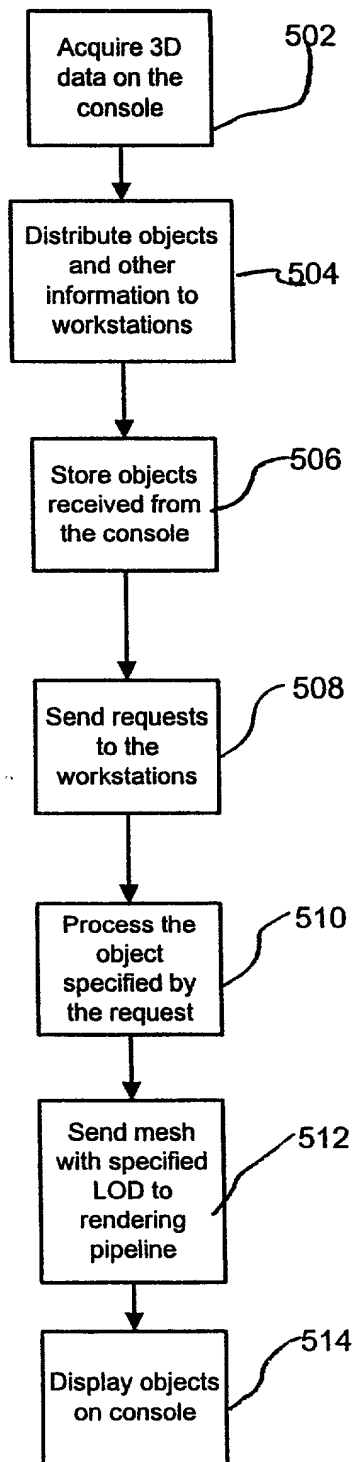 Acquire 3D
data on the
console
502
Distribute objects
and other
information to
workstations
504
Store objects
received from
the console
506
Send requests
to the
workstations
508
Process the
object
specified by
the request
510
Send mesh
with specified
LOD to
rendering
pipeline
512
Display objects
on console
514